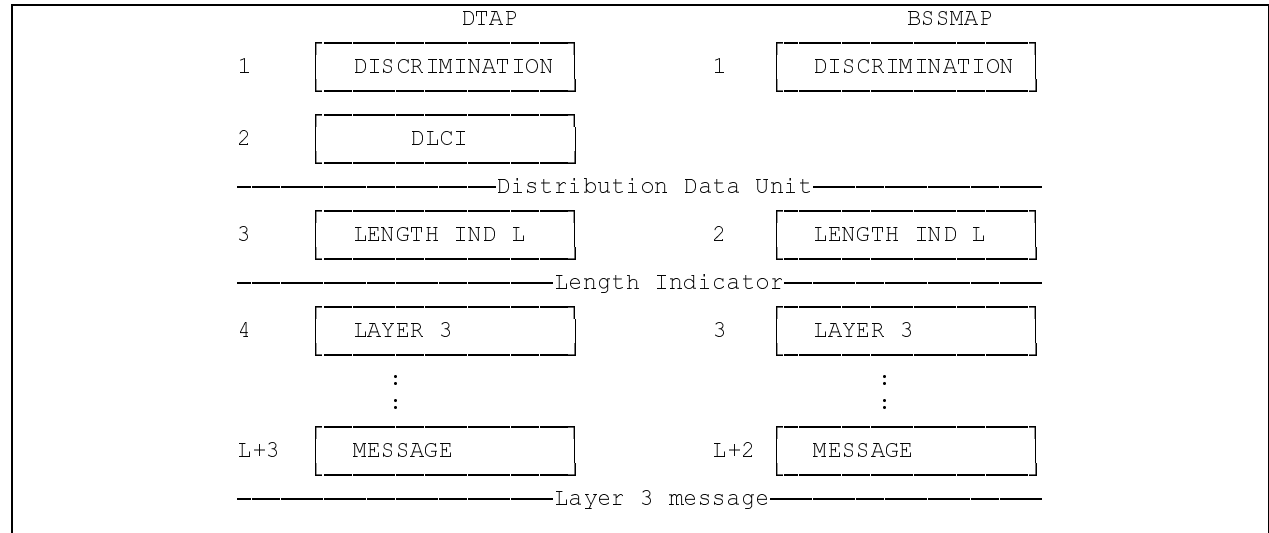 DTAP BSSMAP
1 DISCRIMINATION 1 DISCRIMINATION
2 DLCI
Distribution Data Unit
3 LENGTH IND L 2 LENGTH IND L
Length Indicator
4 LAYER 3 3 LAYER 3
: :
: :
L+3 MESSAGE L+2 MESSAGE
Layer 3 message